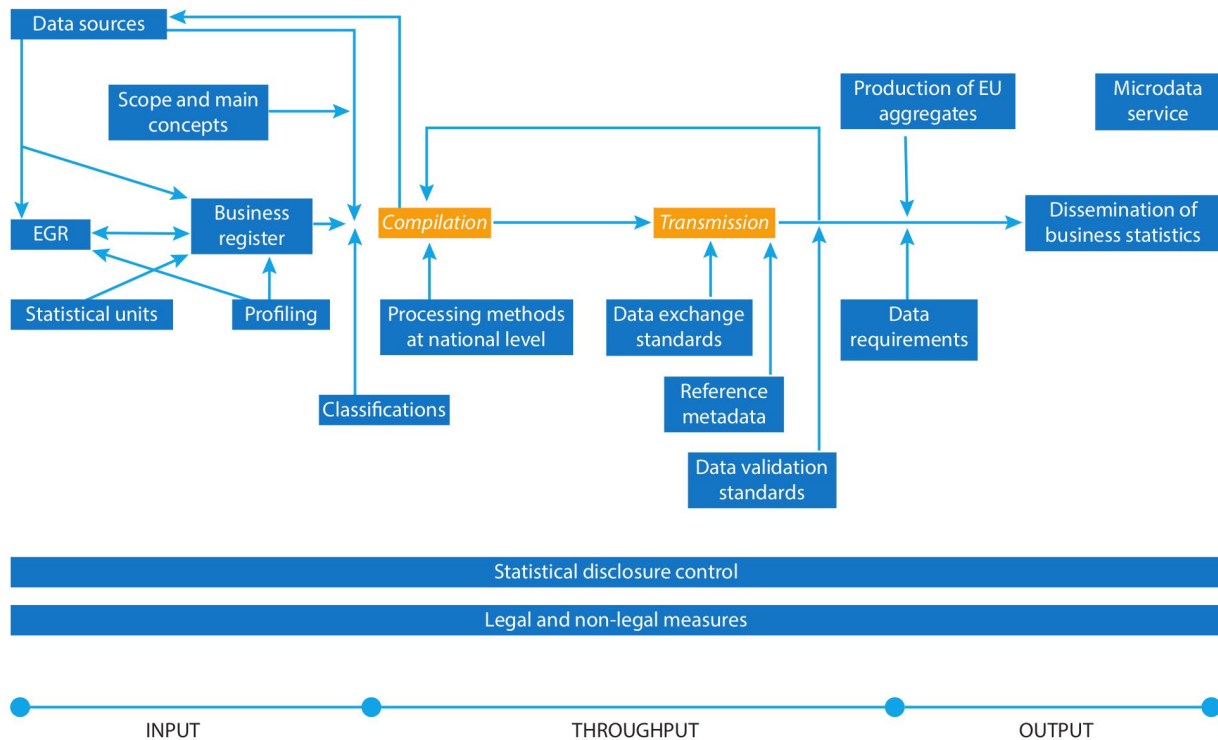 Data sources
Scope and main
concepts
Production of EU
aggregates
Microdata
service
EGR
Business
register
Compilation
Transmission
Dissemination of
business statistics
Statistical units
Profiling
Processing methods
at national level
Data exchange
standards
Data
requirements
Classifications
Reference
metadata
Data validation
standards
Statistical disclosure control
Legal and non-legal measures
INPUT
THROUGHPUT
OUTPUT